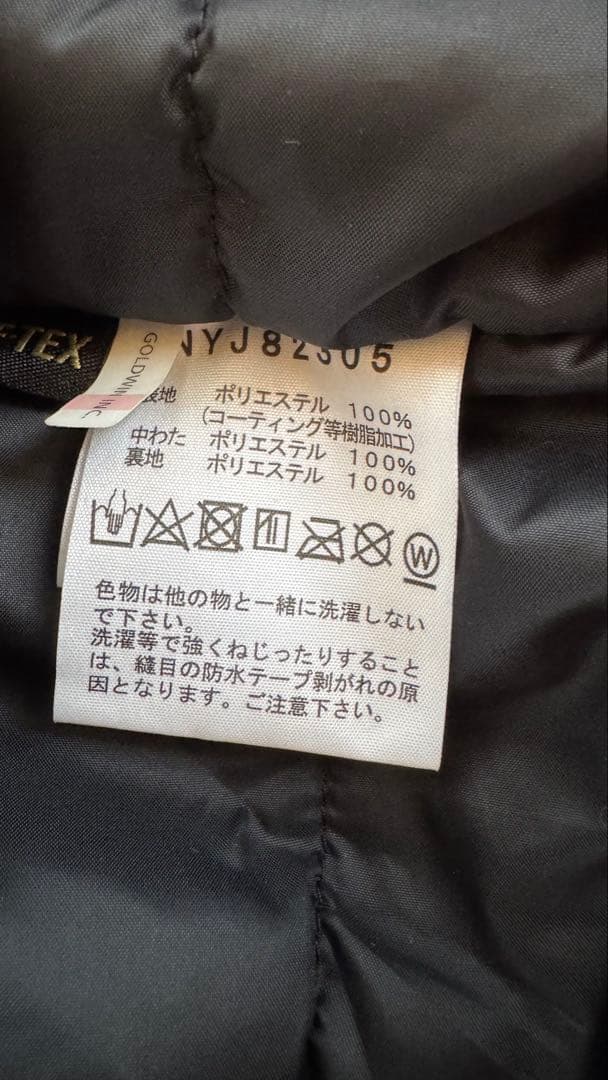 -TEX
GOLDWIN INC.
NYJ82305
表地 ポリエステル 100%
(コーティング等樹脂加工)
中わた ポリエステル 100%
裏地 ポリエステル 100%
W
色物は他の物と一緒に洗濯しない
で下さい。
洗濯等で強くねじったりすること
は、縫目の防水テープ剥がれの原
因となります。ご注意下さい。